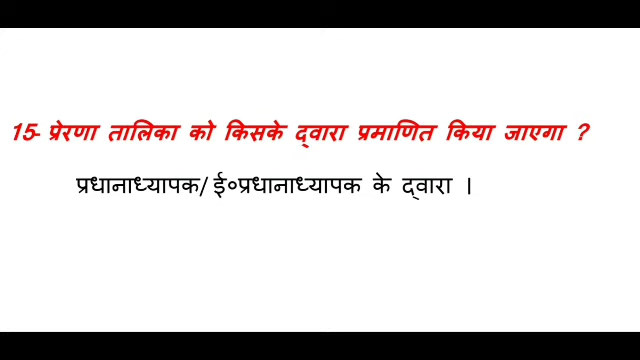 15- प्रेरणा तालिका को किसके द्वारा प्रमाणित किया जाएगा ?
प्रधानाध्यापक/ ई०प्रधानाध्यापक के द्वारा ।